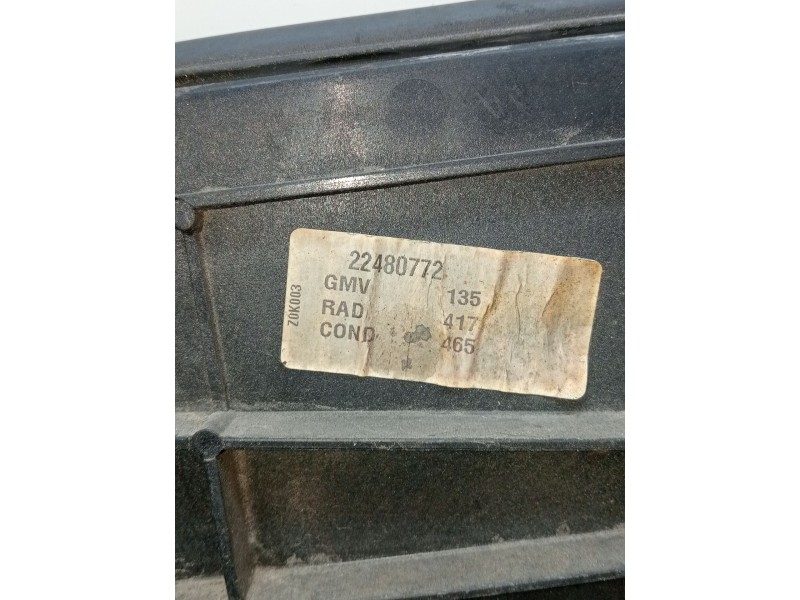 22480772
GMV 135
RAD 417
COND 465
Z0K003